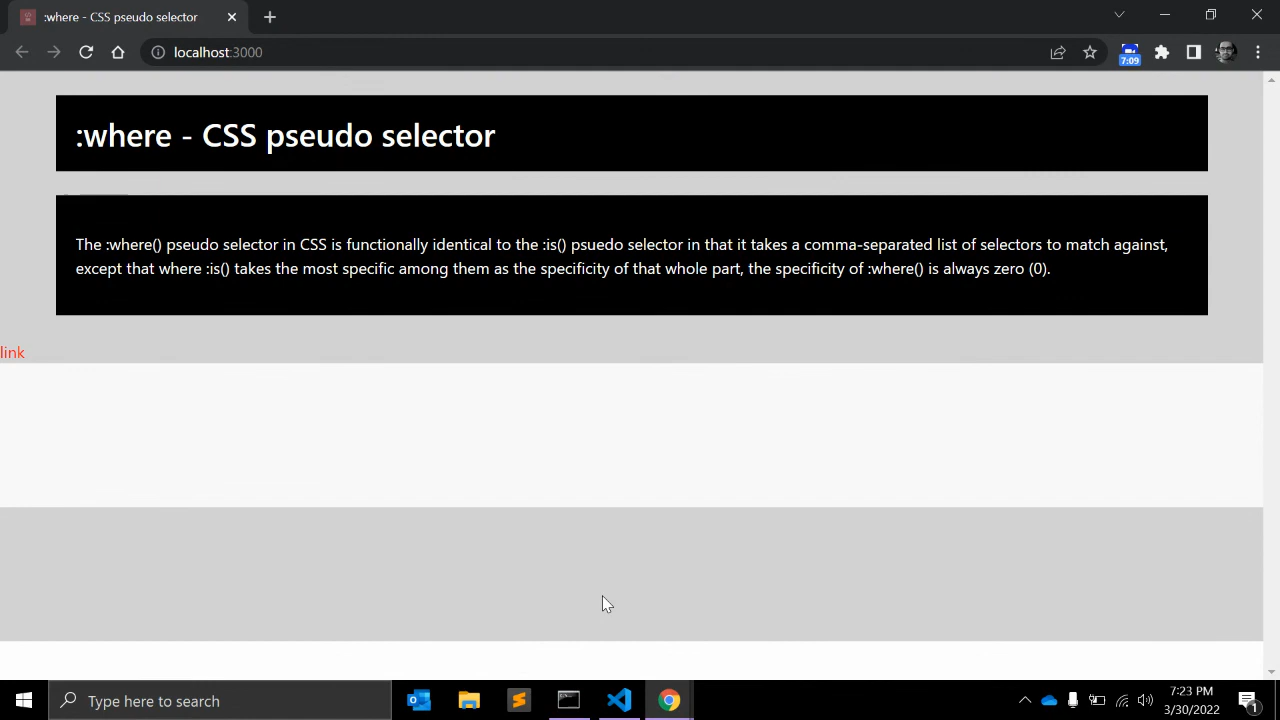 :where - CSS pseudo selector
localhost:3000
7:09
:where - CSS pseudo selector
The :where() pseudo selector in CSS is functionally identical to the :is() psuedo selector in that it takes a comma-separated list of selectors to match against,
except that where :is() takes the most specific among them as the specificity of that whole part, the specificity of :where() is always zero (0).
link
Type here to search
7:23 PM
3/30/2022
1